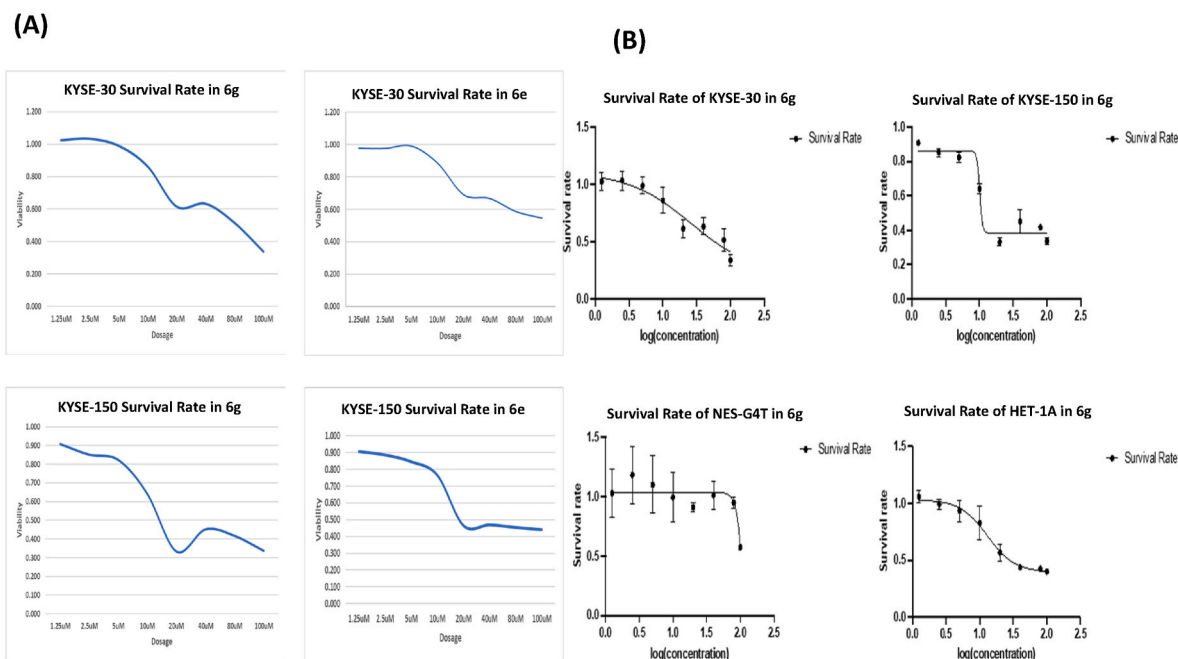 (A)
KYSE-30 Survival Rate in 6g
1.200
1.000
0.800
0.600
0.400
0.200
0.000
Viability
1.25uM 2.5uM 5uM 10uM 20uM 40uM 80uM 100uM
Dosage
KYSE-30 Survival Rate in 6e
1.200
1.000
0.800
0.600
0.400
0.200
0.000
Viability
1.25uM 2.5uM 5uM 10uM 20uM 40uM 80uM 100uM
Dosage
KYSE-150 Survival Rate in 6g
1.000
0.900
0.800
0.700
0.600
0.500
0.400
0.300
0.200
0.100
0.000
Viability
1.25uM 2.5uM 5uM 10uM 20uM 40uM 80uM 100uM
Dosage
KYSE-150 Survival Rate in 6e
1.000
0.900
0.800
0.700
0.600
0.500
0.400
0.300
0.200
0.100
0.000
Viability
1.25uM 2.5uM 5uM 10uM 20uM 40uM 80uM 100uM
Dosage
(B)
Survival Rate of KYSE-30 in 6g
1.5
1.0
0.5
0.0
Survival rate
Survival Rate
0.0 0.5 1.0 1.5 2.0 2.5
log(concentration)
Survival Rate of KYSE-150 in 6g
1.0
0.8
0.6
0.4
0.2
0.0
Survival rate
Survival Rate
0.0 0.5 1.0 1.5 2.0 2.5
log(concentration)
Survival Rate of NES-G4T in 6g
1.5
1.0
0.5
0.0
Survival rate
Survival Rate
0.0 0.5 1.0 1.5 2.0 2.5
log(concentration)
Survival Rate of HET-1A in 6g
1.5
1.0
0.5
0.0
Survival rate
Survival Rate
0.0 0.5 1.0 1.5 2.0 2.5
log(concentration)